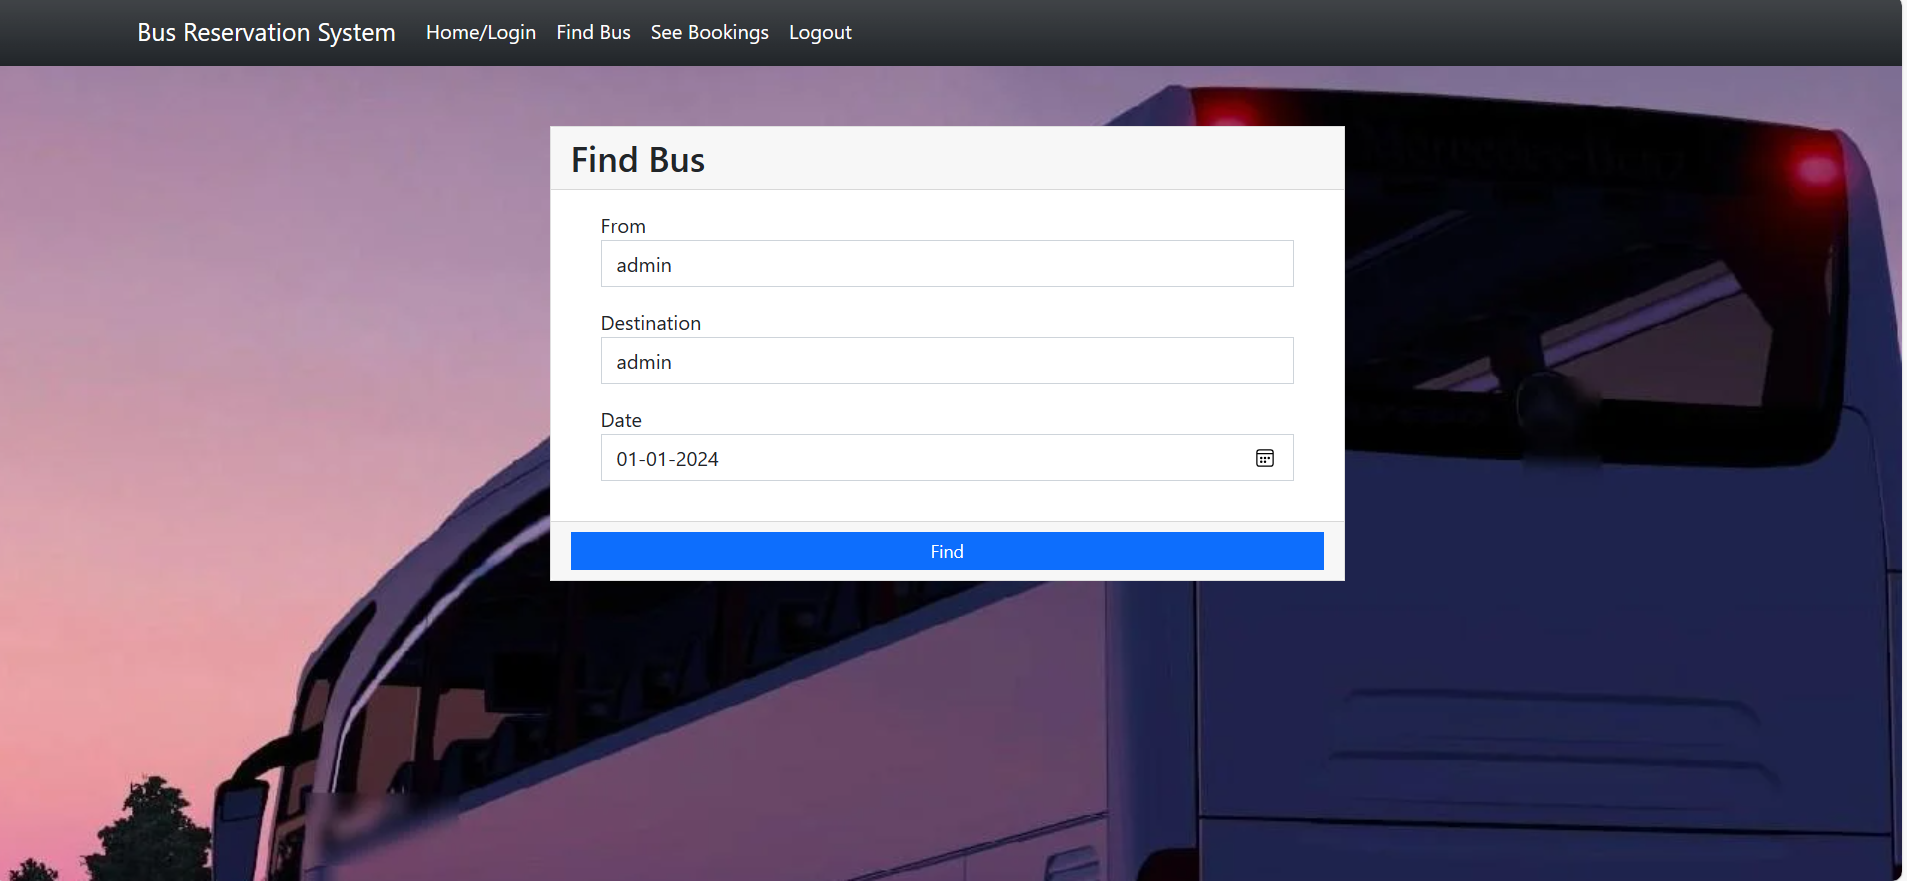 Bus Reservation System Home/Login Find Bus See Bookings Logout
Find Bus
From
admin
Destination
admin
Date
01-01-2024
Find